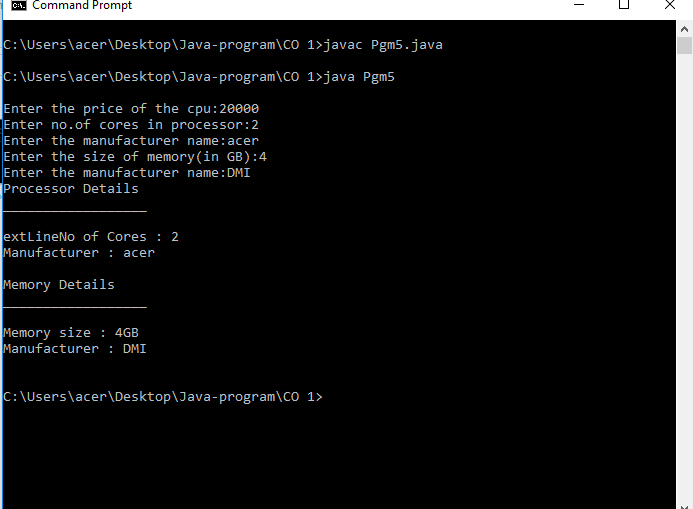 Command Prompt
C:\Users\acer\Desktop\Java-program\CO 1>javac Pgm5.java
C:\Users\acer\Desktop\Java-program\CO 1>java Pgm5
Enter the price of the cpu:20000
Enter no.of cores in processor:2
Enter the manufacturer name:acer
Enter the size of memory(in GB):4
Enter the manufacturer name:DMI
Processor Details
__________________
extLineNo of Cores : 2
Manufacturer : acer
Memory Details
__________________
Memory size : 4GB
Manufacturer : DMI
C:\Users\acer\Desktop\Java-program\CO 1>